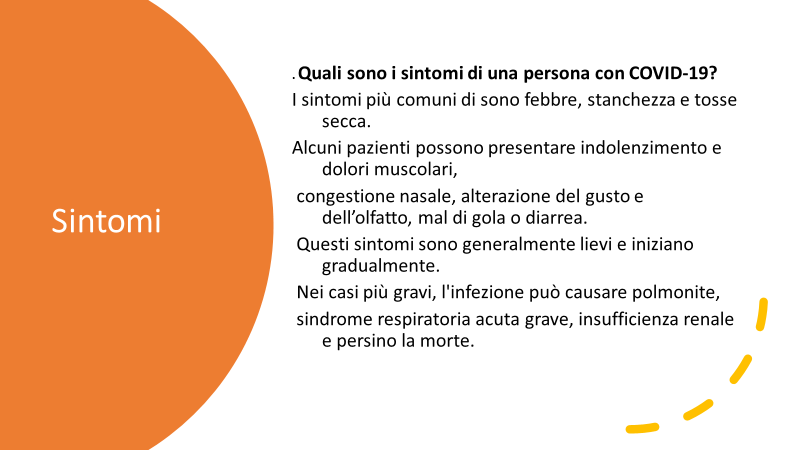 Sintomi
. Quali sono i sintomi di una persona con COVID-19?
I sintomi più comuni di sono febbre, stanchezza e tosse
secca.
Alcuni pazienti possono presentare indolenzimento e
dolori muscolari,
congestione nasale, alterazione del gusto e
dell’olfatto, mal di gola o diarrea.
Questi sintomi sono generalmente lievi e iniziano
gradualmente.
Nei casi più gravi, l'infezione può causare polmonite,
sindrome respiratoria acuta grave, insufficienza renale
e persino la morte.